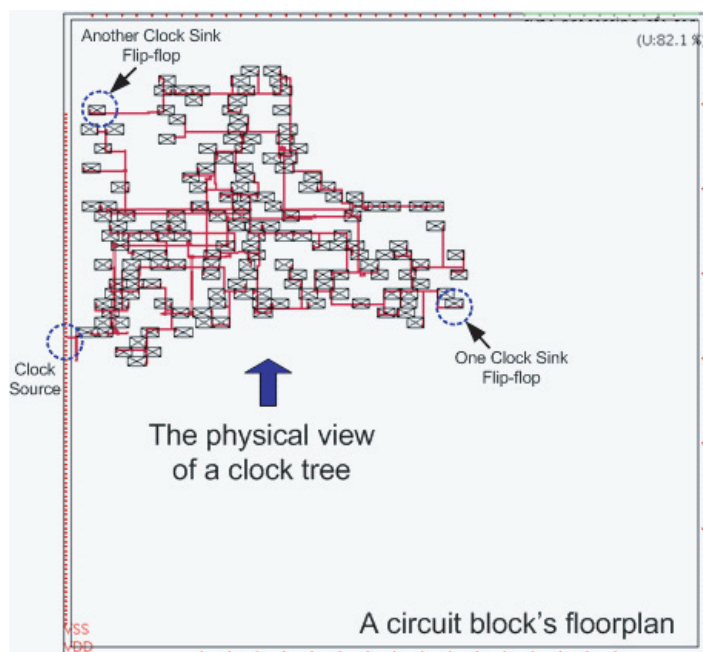 (U:82.1 %)
Another Clock Sink
Flip-flop
One Clock Sink
Flip-flop
Clock
Source
The physical view
of a clock tree
A circuit block's floorplan
VSS
VDD